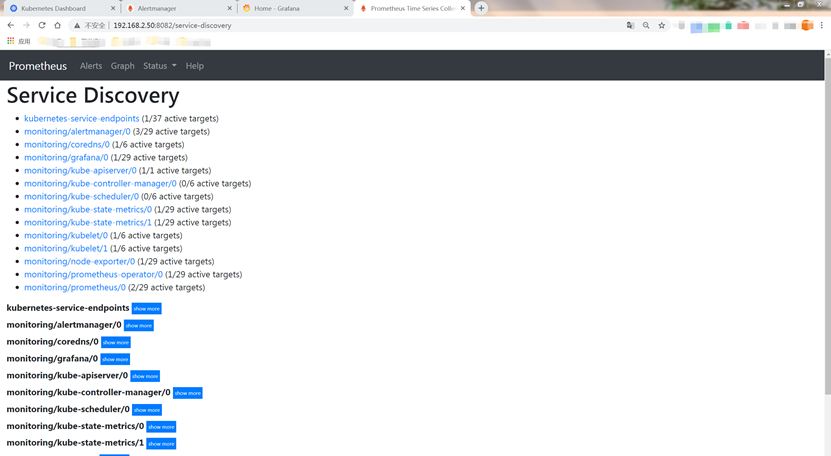 Kubernetes Dashboard
Alertmanager
Home - Grafana
Prometheus Time Series Collec
不安全 | 192.168.2.50:8082/service-discovery
应用
Prometheus Alerts Graph Status Help
Service Discovery
kubernetes-service-endpoints (1/37 active targets)
monitoring/alertmanager/0 (3/29 active targets)
monitoring/coredns/0 (1/6 active targets)
monitoring/grafana/0 (1/29 active targets)
monitoring/kube-apiserver/0 (1/1 active targets)
monitoring/kube-controller-manager/0 (0/6 active targets)
monitoring/kube-scheduler/0 (0/6 active targets)
monitoring/kube-state-metrics/0 (1/29 active targets)
monitoring/kube-state-metrics/1 (1/29 active targets)
monitoring/kubelet/0 (1/6 active targets)
monitoring/kubelet/1 (1/6 active targets)
monitoring/node-exporter/0 (1/29 active targets)
monitoring/prometheus-operator/0 (1/29 active targets)
monitoring/prometheus/0 (2/29 active targets)
kubernetes-service-endpoints show more
monitoring/alertmanager/0 show more
monitoring/coredns/0 show more
monitoring/grafana/0 show more
monitoring/kube-apiserver/0 show more
monitoring/kube-controller-manager/0 show more
monitoring/kube-scheduler/0 show more
monitoring/kube-state-metrics/0 show more
monitoring/kube-state-metrics/1 show more